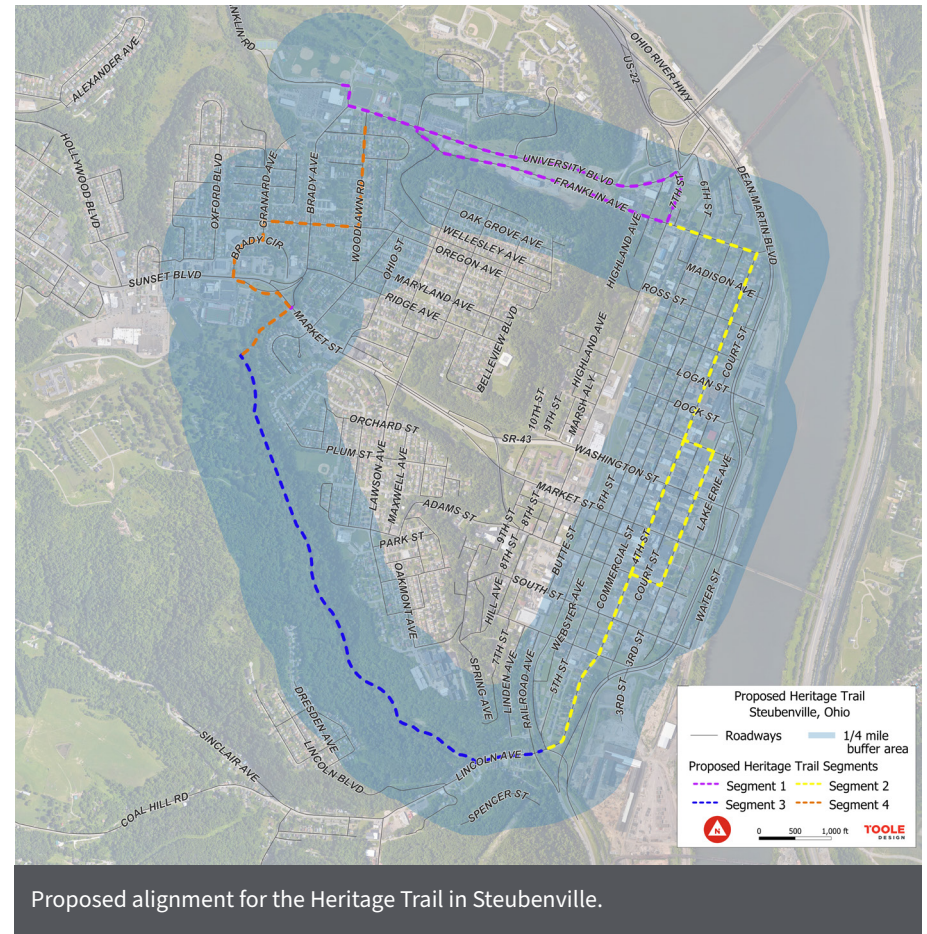 NKLIN RD
ALEXANDER AVE
OHIO RIVER HWY
US-22
HOLLYWOOD BLVD
OXFORD BLVD
GRANARD AVE
BRADY AVE
WOODLAWN RD
UNIVERSITY BLVD
FRANKLIN AVE
7TH ST
6TH ST
DEAN MARTIN BLVD
OAK GROVE AVE
WELLESLEY AVE
OREGON AVE
HIGHLAND AVE
BRADY CIR
OHIO ST
SUNSET BLVD
MARYLAND AVE
RIDGE AVE
MADISON AVE
ROSS ST
MARKET ST
BELLEVIEW BLVD
HIGHLAND AVE
COURT ST
LOGAN ST
10TH ST
9TH ST
MARSH ALY
DOCK ST
ORCHARD ST
SR-43
PLUM ST
WASHINGTON ST
LAWSON AVE
MAXWELL AVE
MARKET ST
6TH ST
LAKE ERIE AVE
ADAMS ST
9TH ST
8TH ST
8TH ST
PARK ST
BUTTE ST
COMMERCIAL ST
4TH ST
COURT ST
OAKMONT AVE
SOUTH ST
HILL AVE
WEBSTER AVE
WATER ST
7TH ST
3RD ST
SPRING AVE
LINDEN AVE
RAILROAD AVE
5TH ST
3RD ST
DRESDEN AVE
LINCOLN BLVD
SINCLAIR AVE
LINCOLN AVE
COAL HILL RD
SPENCER ST
Proposed Heritage Trail
Steubenville, Ohio
Roadways
1/4 mile
buffer area
Proposed Heritage Trail Segments
Segment 1
Segment 2
Segment 3
Segment 4
N
0 500 1,000 ft
TOOLE
DESIGN
Proposed alignment for the Heritage Trail in Steubenville.